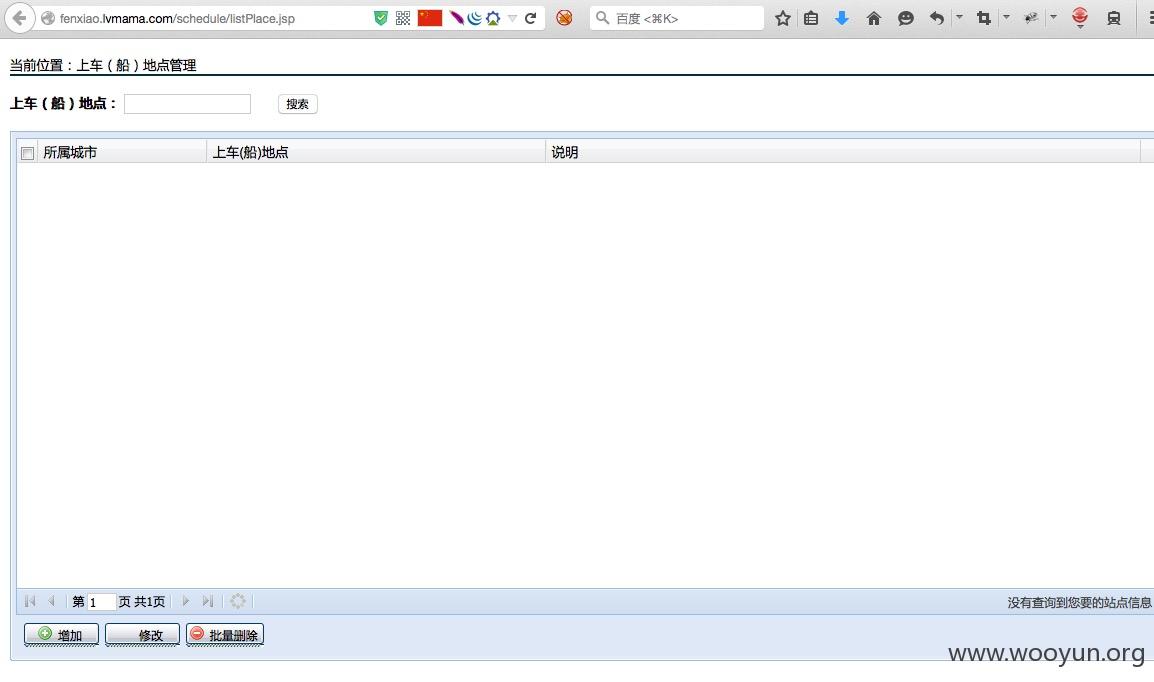 fenxiao.lvmama.com/schedule/listPlace.jsp
百度 <⌘K>
当前位置：上车（船）地点管理
上车（船）地点： 搜索
所属城市 上车(船)地点 说明
第 1 页 共1页 没有查询到您要的站点信息
增加 修改 批量删除
www.wooyun.org